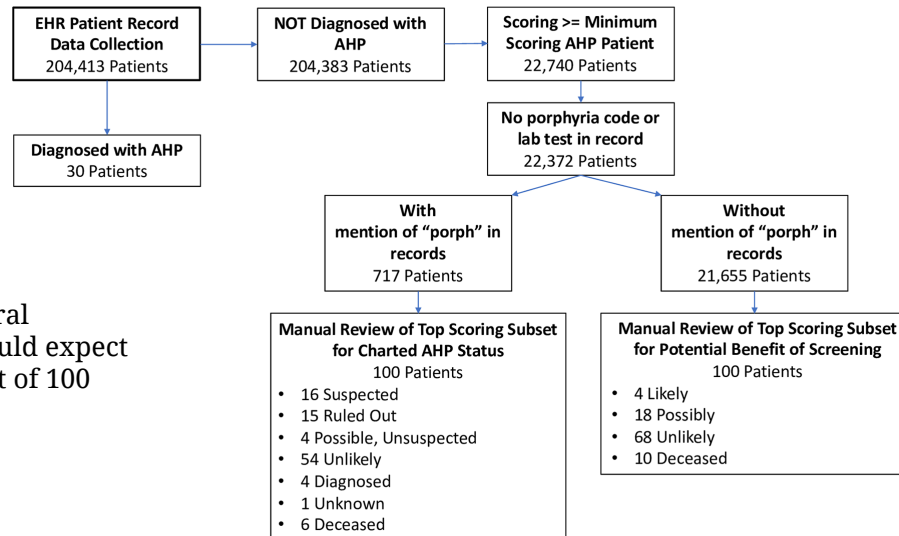 EHR Patient Record
Data Collection
204,413 Patients
NOT Diagnosed with
AHP
204,383 Patients
Scoring >= Minimum
Scoring AHP Patient
22,740 Patients
Diagnosed with AHP
30 Patients
No porphyria code or
lab test in record
22,372 Patients
With
mention of “porph” in
records
717 Patients
Without
mention of “porph” in
records
21,655 Patients
ral
uld expect
t of 100
Manual Review of Top Scoring Subset
for Charted AHP Status
100 Patients
• 16 Suspected
• 15 Ruled Out
• 4 Possible, Unsuspected
• 54 Unlikely
• 4 Diagnosed
• 1 Unknown
• 6 Deceased
Manual Review of Top Scoring Subset
for Potential Benefit of Screening
100 Patients
• 4 Likely
• 18 Possibly
• 68 Unlikely
• 10 Deceased